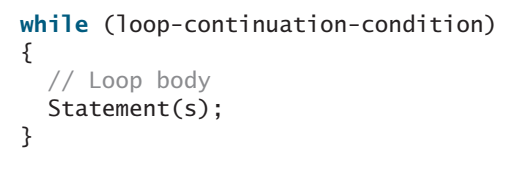 while (loop-continuation-condition)
{
  // Loop body
  Statement(s);
}